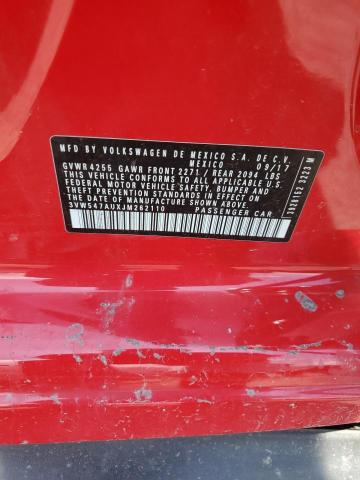 MFD BY VOLKSWAGEN DE MEXICO S.A. DE C.V.
MEXICO 09/17
GVWR 4255 GAWR FRONT 2271 / REAR 2094 LBS
THIS VEHICLE CONFORMS TO ALL APPLICABLE U.S.
FEDERAL MOTOR VEHICLE SAFETY, BUMPER AND
THEFT PREVENTION STANDARDS IN EFFECT
ON THE DATE OF MANUFACTURE SHOWN ABOVE.
3VW547AUXJM262110 PASSENGER CAR